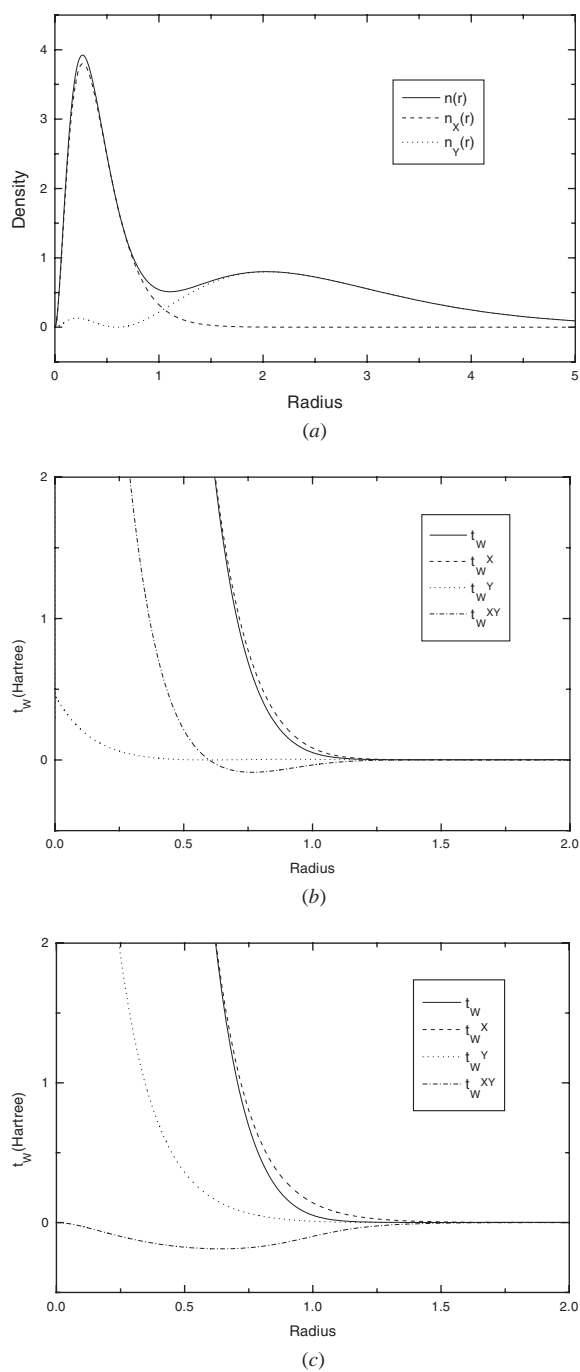 4
3
2
1
0
0
1
2
3
4
5
Density
Radius
n(r)
n_X(r)
n_Y(r)
(a)
2
1
0
0.0
0.5
1.0
1.5
2.0
t_W(Hartree)
Radius
t_W
t_W^X
t_W^Y
t_W^XY
(b)
2
1
0
0.0
0.5
1.0
1.5
2.0
t_W(Hartree)
Radius
t_W
t_W^X
t_W^Y
t_W^XY
(c)